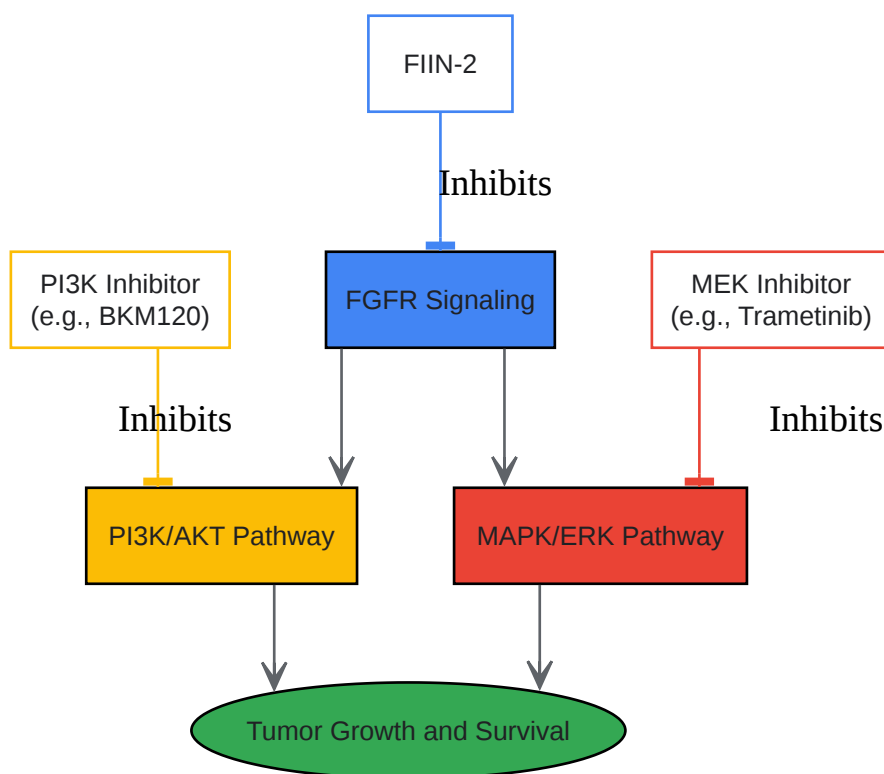 FIIN-2
Inhibits
PI3K Inhibitor
(e.g., BKM120)
FGFR Signaling
MEK Inhibitor
(e.g., Trametinib)
Inhibits
Inhibits
PI3K/AKT Pathway
MAPK/ERK Pathway
Tumor Growth and Survival